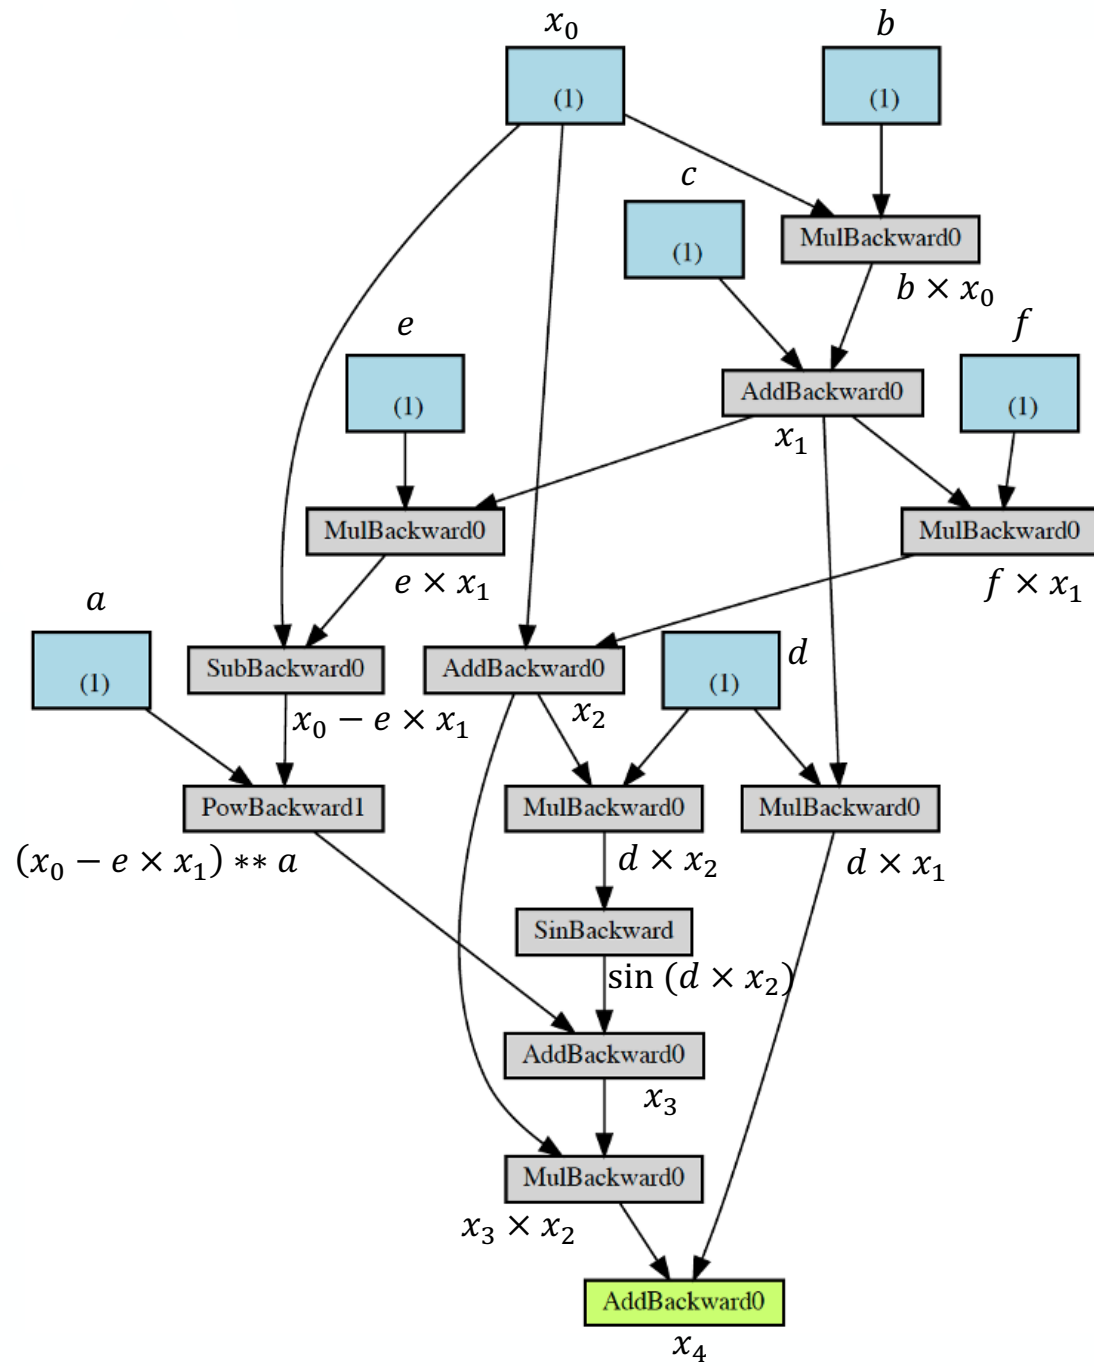 x₀
b
(1)
(1)
c
(1)
MulBackward0
b × x₀
e
f
(1)
AddBackward0
(1)
x₁
MulBackward0
MulBackward0
e × x₁
f × x₁
a
(1)
SubBackward0
AddBackward0
(1)
d
x₀ − e × x₁
x₂
PowBackward1
MulBackward0
MulBackward0
(x₀ − e × x₁) ** a
d × x₂
d × x₁
SinBackward
sin (d × x₂)
AddBackward0
x₃
MulBackward0
x₃ × x₂
AddBackward0
x₄